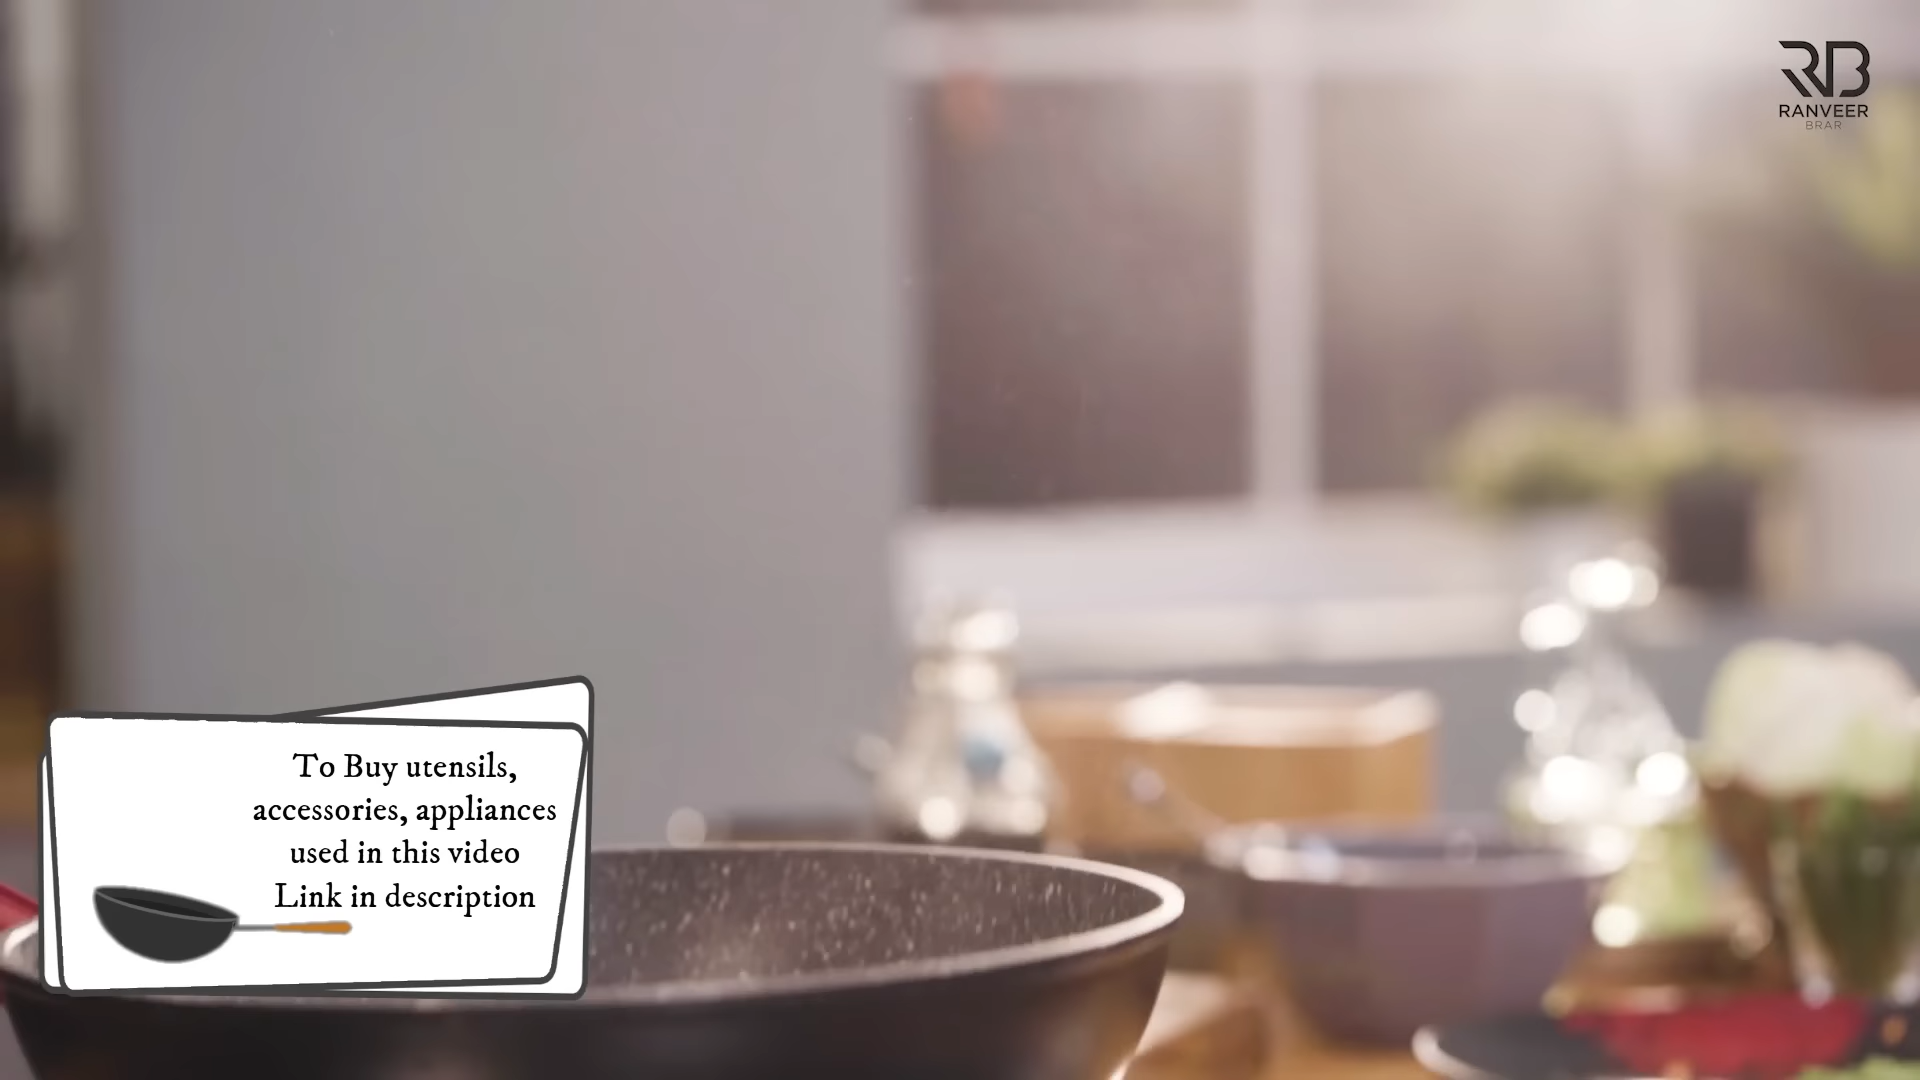 RB
RANVEER
BRAR
To Buy utensils,
accessories, appliances
used in this video
Link in description